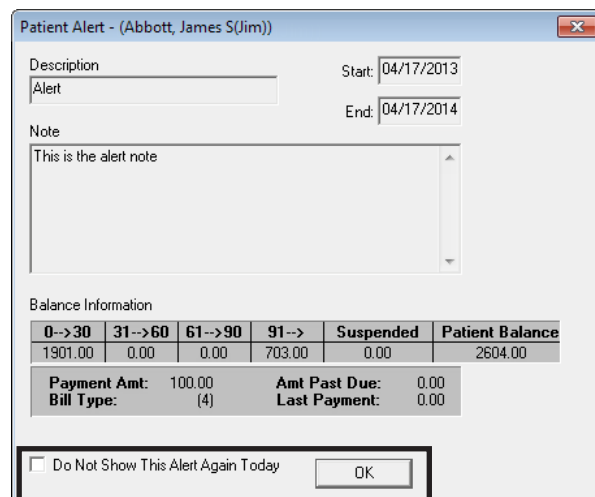 Patient Alert - (Abbott, James S(Jim))
Description
Start: 04/17/2013
Alert
End: 04/17/2014
Note
This is the alert note
Balance Information
0-->30 31-->60 61-->90 91--> Suspended Patient Balance
1901.00 0.00 0.00 703.00 0.00 2604.00
Payment Amt: 100.00 Amt Past Due: 0.00
Bill Type: (4) Last Payment: 0.00
Do Not Show This Alert Again Today OK